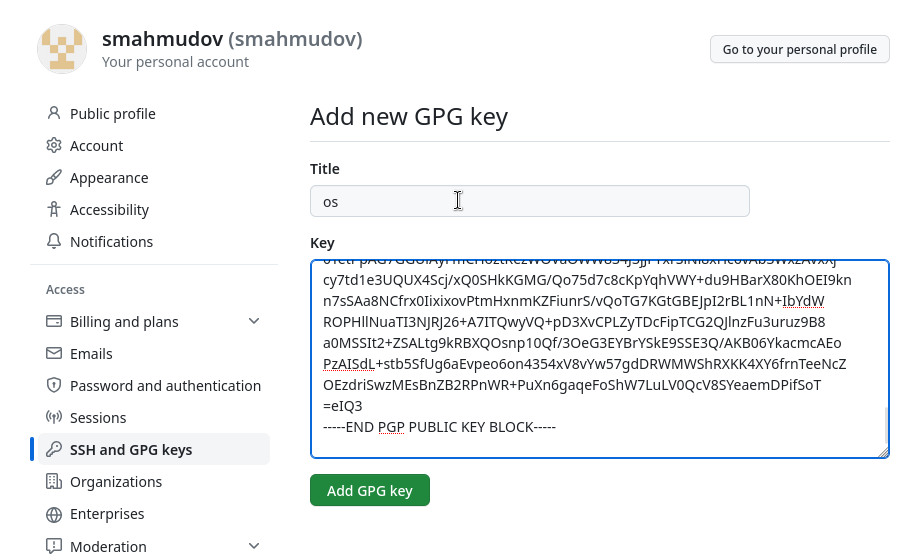 smahmudov (smahmudov)
Your personal account
Go to your personal profile
Public profile
Account
Appearance
Accessibility
Notifications
Access
Billing and plans
Emails
Password and authentication
Sessions
SSH and GPG keys
Organizations
Enterprises
Moderation
Add new GPG key
Title
os
Key
cy7td1e3UQUX4Scj/xQ0SHkKGMG/Qo75d7c8cKpYqhVWY+du9HBarX80KhOEI9kn
n7sSAa8NCfrx0IixixovPtmHxnmKZFiunrS/vQoTG7KGtGBEJpI2rBL1nN+IbYdW
ROPHllNuaTI3NJRJ26+A7ITQwyVQ+pD3XvCPLZyTDcFipTCG2QJlnzFu3uruz9B8
a0MSSIt2+ZSALtg9kRBXQOsnp10Qf/3OeG3EYBrYSkE9SSE3Q/AKB06YkacmcAEo
PzAISdL+stb5SfUg6aEvpeo6on4354xV8vYw57gdDRWMWShRXKK4XY6frnTeeNcZ
OEzdriSwzMEsBnZB2RPnWR+PuXn6gaqeFoShW7LuLV0QcV8SYeaemDPifSoT
=eIQ3
-----END PGP PUBLIC KEY BLOCK-----
Add GPG key